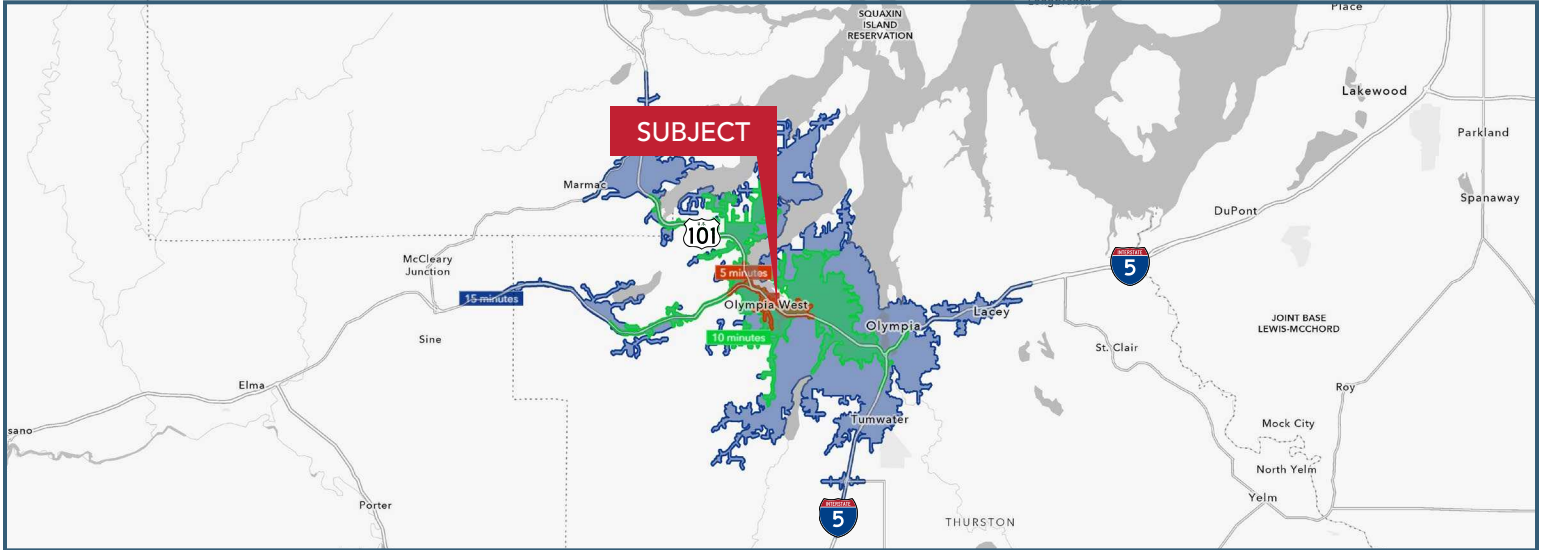 Place
SQUAXIN
ISLAND
RESERVATION
Lakewood
SUBJECT
Parkland
Marmac
Spanaway
DuPont
U.S.
101
McCleary
Junction
INTERSTATE
5
5 minutes
15 minutes
Olympia West
Lacey
Olympia
JOINT BASE
LEWIS-MCCHORD
10 minutes
Sine
St. Clair
Elma
Roy
Tumwater
Mock City
sano
North Yelm
Yelm
Porter
INTERSTATE
5
THURSTON